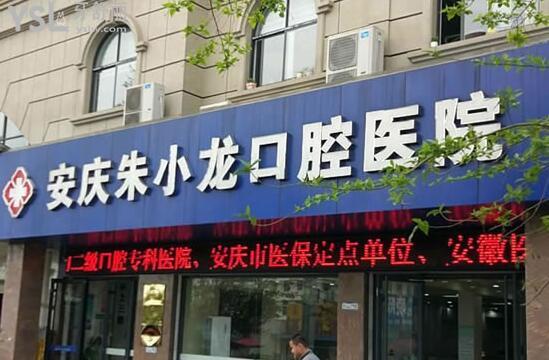 YSL
安庆朱小龙口腔医院
二级口腔专科医院、安庆市医保定点单位、安徽医